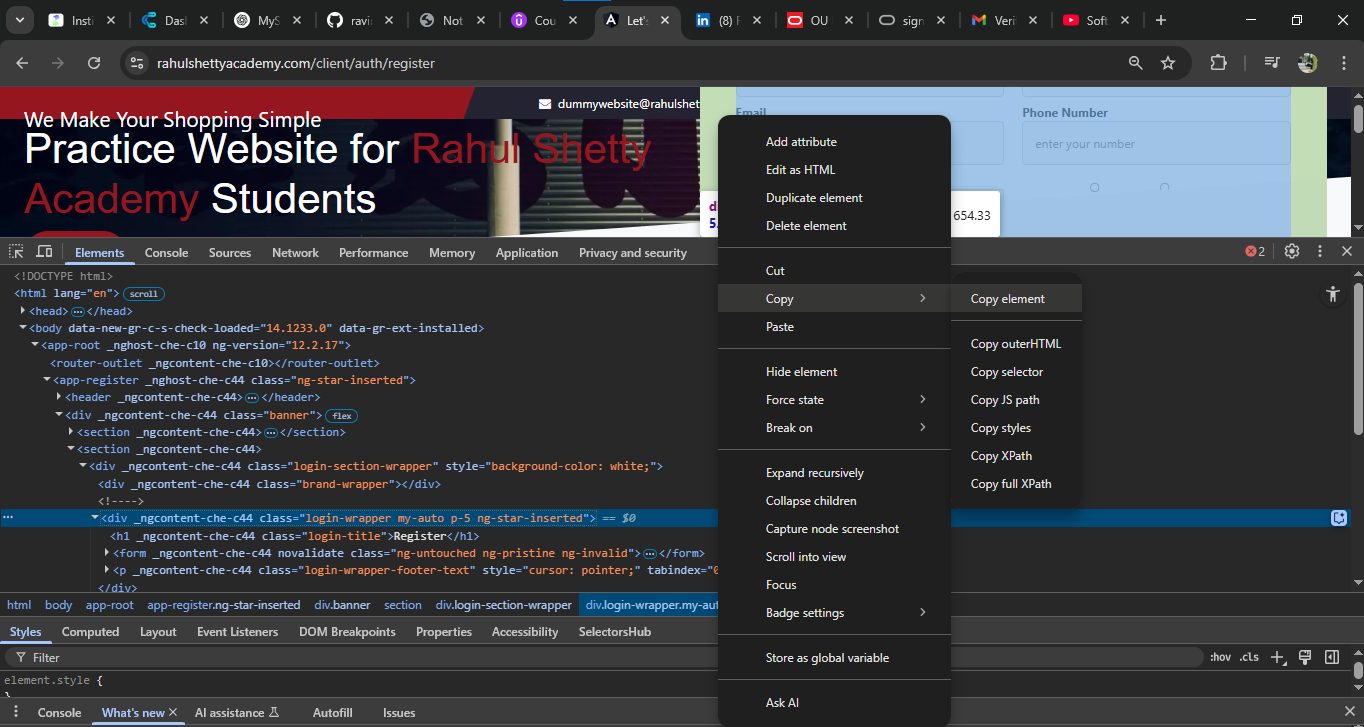 Insti
Dash
MyS
ravin
Not
Cou
Let's
(8) F
OU
sign
Veri
Soft
rahulshettyacademy.com/client/auth/register
dummywebsite@rahulshet
We Make Your Shopping Simple
Practice Website for Rahul Shetty
Academy Students
Email
Phone Number
enter your number
654.33
Add attribute
Edit as HTML
Duplicate element
Delete element
Cut
Copy
Paste
Hide element
Force state
Break on
Expand recursively
Collapse children
Capture node screenshot
Scroll into view
Focus
Badge settings
Store as global variable
Ask AI
Copy element
Copy outerHTML
Copy selector
Copy JS path
Copy styles
Copy XPath
Copy full XPath
Elements Console Sources Network Performance Memory Application Privacy and security 2
<!DOCTYPE html>
<html lang="en"> scroll
<head> … </head>
<body data-new-gr-c-s-check-loaded="14.1233.0" data-gr-ext-installed>
<app-root _nghost-che-c10 ng-version="12.2.17">
<router-outlet _ngcontent-che-c10></router-outlet>
<app-register _nghost-che-c44 class="ng-star-inserted">
<header _ngcontent-che-c44> … </header>
<div _ngcontent-che-c44 class="banner"> flex
<section _ngcontent-che-c44> … </section>
<section _ngcontent-che-c44>
<div _ngcontent-che-c44 class="login-section-wrapper" style="background-color: white;">
<div _ngcontent-che-c44 class="brand-wrapper"></div>
<!---->
… <div _ngcontent-che-c44 class="login-wrapper my-auto p-5 ng-star-inserted"> == $0
<h1 _ngcontent-che-c44 class="login-title">Register</h1>
<form _ngcontent-che-c44 novalidate class="ng-untouched ng-pristine ng-invalid"> … </form>
<p _ngcontent-che-c44 class="login-wrapper-footer-text" style="cursor: pointer;" tabindex="0
</div>
html body app-root app-register.ng-star-inserted div.banner section div.login-section-wrapper div.login-wrapper.my-aut
Styles Computed Layout Event Listeners DOM Breakpoints Properties Accessibility SelectorsHub
Filter :hov .cls
element.style {
}
Console What's new AI assistance Autofill Issues